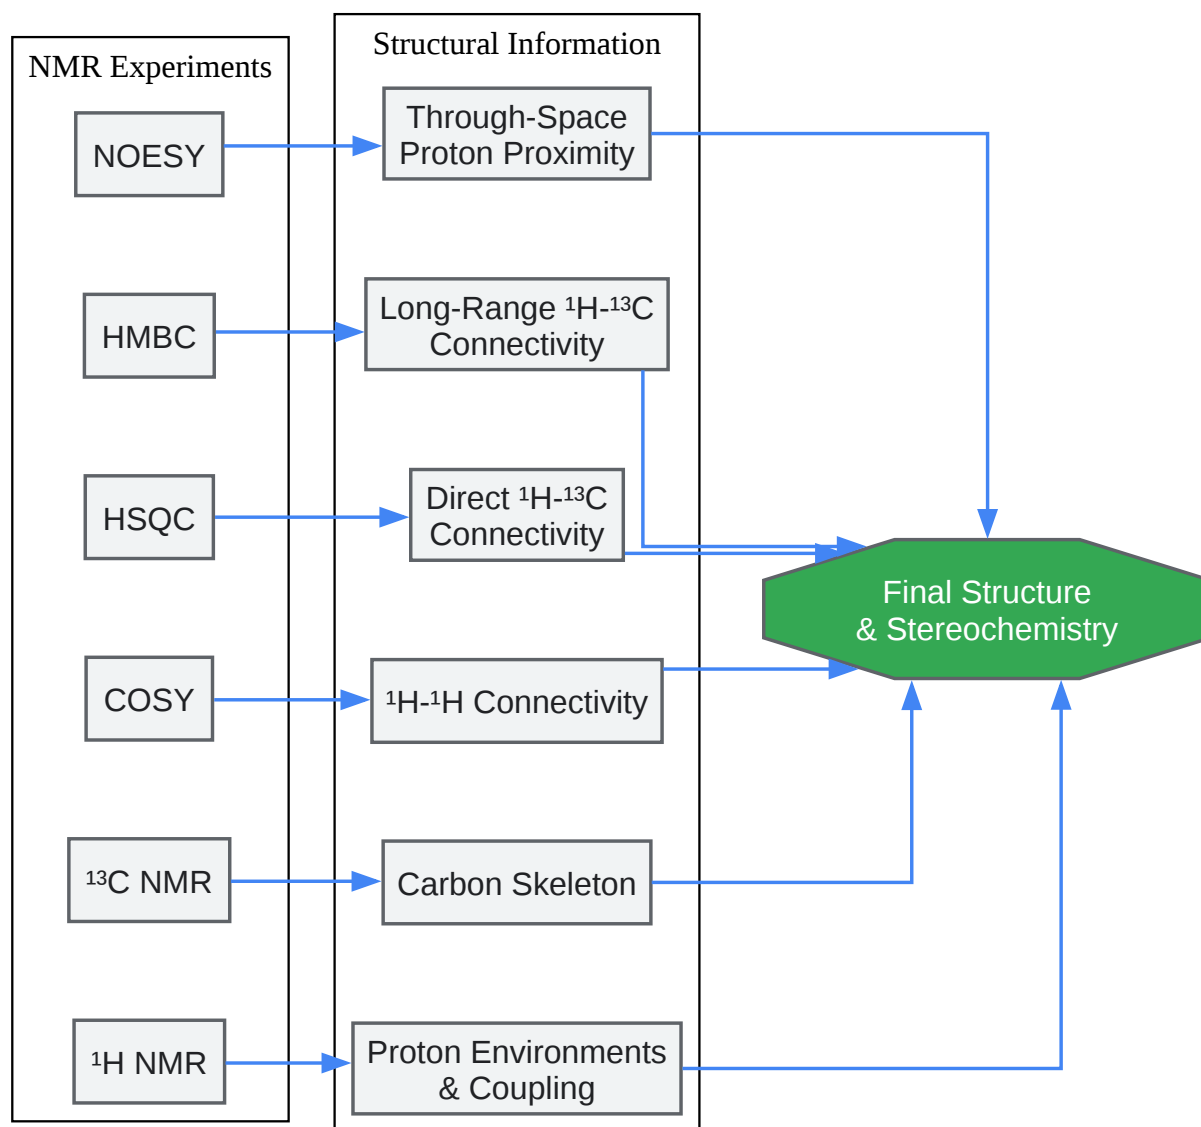 NMR Experiments
Structural Information
NOESY
Through-Space
Proton Proximity
HMBC
Long-Range ¹H-¹³C
Connectivity
HSQC
Direct ¹H-¹³C
Connectivity
Final Structure
& Stereochemistry
COSY
¹H-¹H Connectivity
¹³C NMR
Carbon Skeleton
¹H NMR
Proton Environments
& Coupling